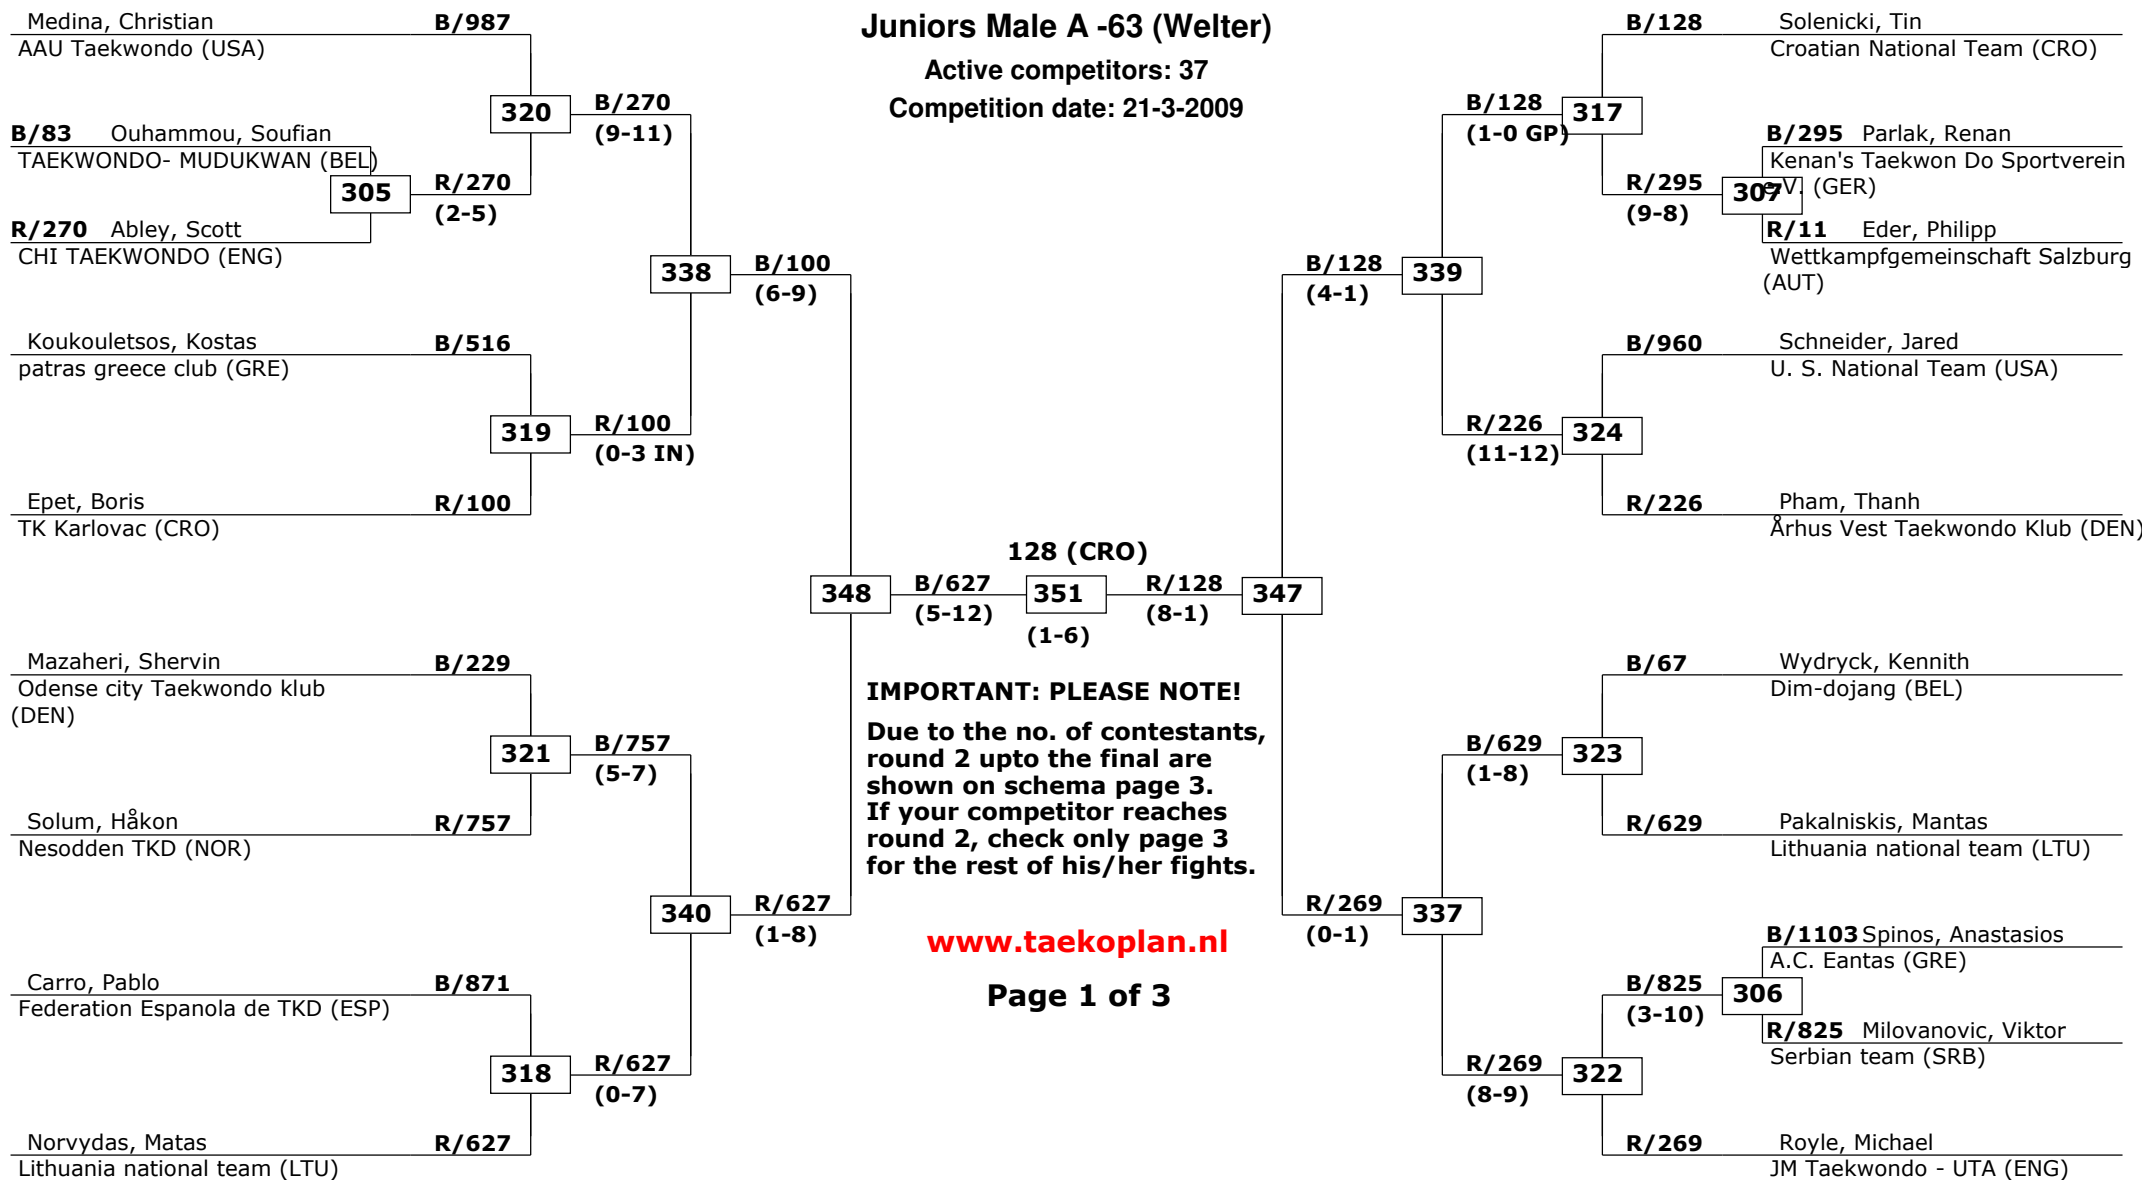 Juniors Male A -63 (Welter)
Active competitors: 37
Competition date: 21-3-2009
Medina, Christian B/987
AAU Taekwondo (USA)
320
B/270
(9-11)
B/83 Ouhammou, Soufian
TAEKWONDO- MUDUKWAN (BEL)
305
R/270
(2-5)
R/270 Abley, Scott
CHI TAEKWONDO (ENG)
338
B/100
(6-9)
Koukouletsos, Kostas B/516
patras greece club (GRE)
319
R/100
(0-3 IN)
Epet, Boris R/100
TK Karlovac (CRO)
348
B/627
(5-12)
Mazaheri, Shervin B/229
Odense city Taekwondo klub
(DEN)
321
B/757
(5-7)
Solum, Håkon R/757
Nesodden TKD (NOR)
340
R/627
(1-8)
Carro, Pablo B/871
Federation Espanola de TKD (ESP)
318
R/627
(0-7)
Norvydas, Matas R/627
Lithuania national team (LTU)
128 (CRO)
351
(1-6)
IMPORTANT: PLEASE NOTE!
Due to the no. of contestants,
round 2 upto the final are
shown on schema page 3.
If your competitor reaches
round 2, check only page 3
for the rest of his/her fights.
www.taekoplan.nl
Page 1 of 3
R/128
(8-1)
347
B/128 Solenicki, Tin
Croatian National Team (CRO)
B/128
(1-0 GP)
317
B/295 Parlak, Renan
Kenan's Taekwon Do Sportverein
e.V. (GER)
R/295
(9-8)
307
R/11 Eder, Philipp
Wettkampfgemeinschaft Salzburg
(AUT)
B/128
(4-1)
339
B/960 Schneider, Jared
U. S. National Team (USA)
R/226
(11-12)
324
R/226 Pham, Thanh
Århus Vest Taekwondo Klub (DEN)
B/67 Wydryck, Kennith
Dim-dojang (BEL)
B/629
(1-8)
323
R/629 Pakalniskis, Mantas
Lithuania national team (LTU)
R/269
(0-1)
337
B/1103 Spinos, Anastasios
A.C. Eantas (GRE)
B/825
(3-10)
306
R/825 Milovanovic, Viktor
Serbian team (SRB)
R/269
(8-9)
322
R/269 Royle, Michael
JM Taekwondo - UTA (ENG)